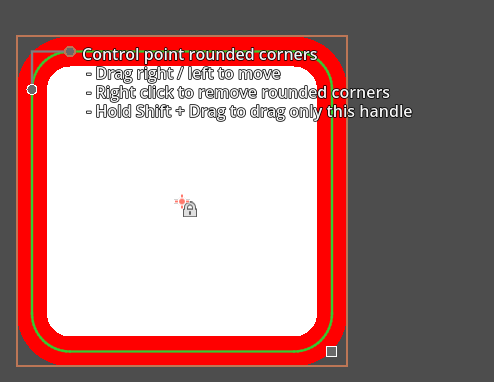 Control point rounded corners
- Drag right / left to move
- Right click to remove rounded corners
- Hold Shift + Drag to drag only this handle